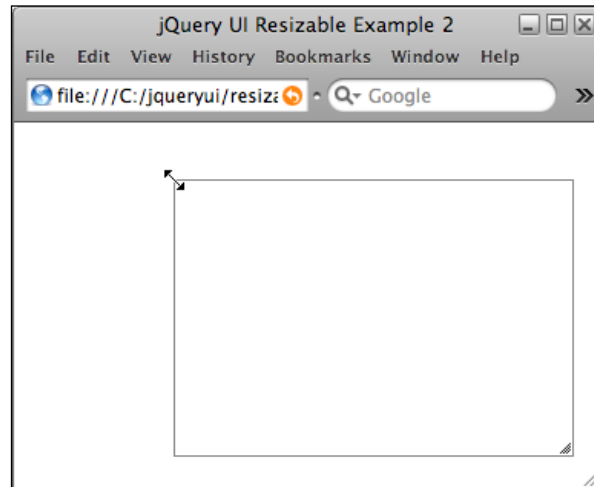 jQuery UI Resizable Example 2
File Edit View History Bookmarks Window Help
file:///C:/jqueryui/resiza Google